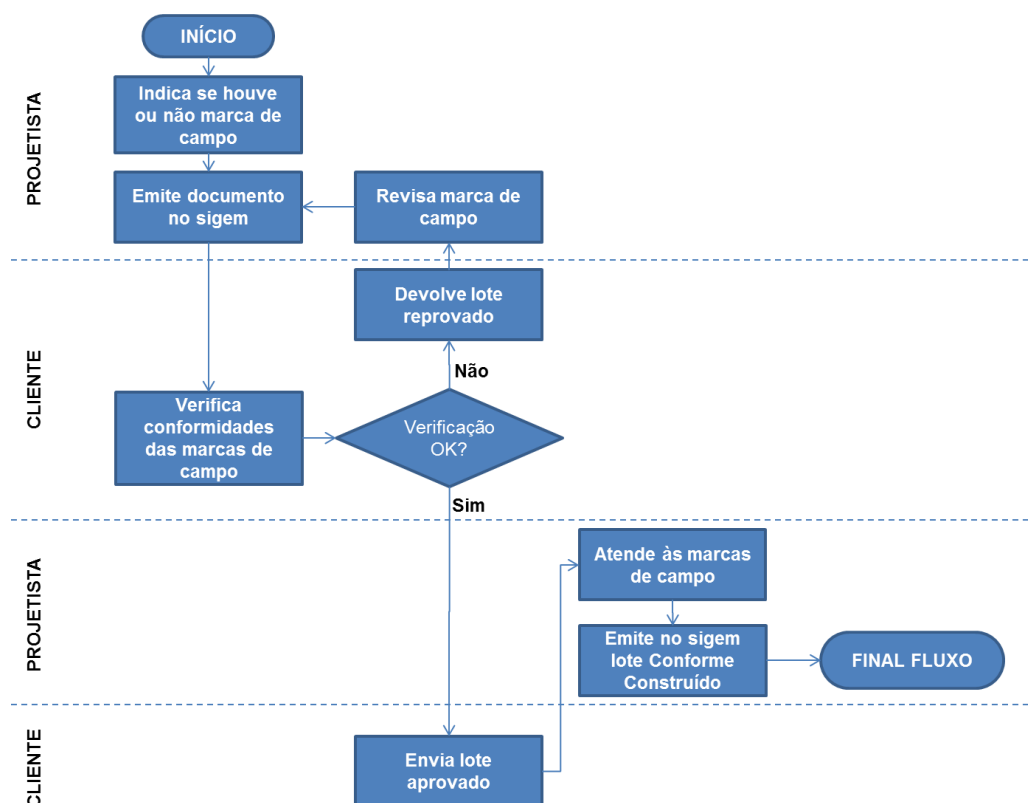 INÍCIO
PROJETISTA
Indica se houve
ou não marca de
campo
Emite documento
no sigem
Revisa marca de
campo
CLIENTE
Devolve lote
reprovado
Não
Verifica
conformidades
das marcas de
campo
Verificação
OK?
Sim
PROJETISTA
Atende às marcas
de campo
Emite no sigem
lote Conforme
Construído
FINAL FLUXO
CLIENTE
Envia lote
aprovado